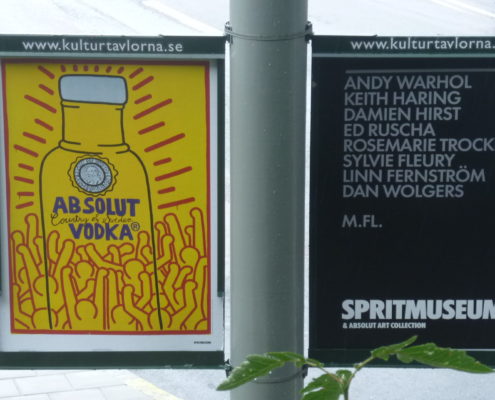 www.kulturtavlorna.se
ABSOLUT
Country of Sweden
VODKA®
www.kulturtavlorna.se
ANDY WARHOL
KEITH HARING
DAMIEN HIRST
ED RUSCHA
ROSEMARIE TROCK
SYLVIE FLEURY
LINN FERNSTRÖM
DAN WOLGERS
M.FL.
SPRITMUSEUM
& ABSOLUT ART COLLECTION